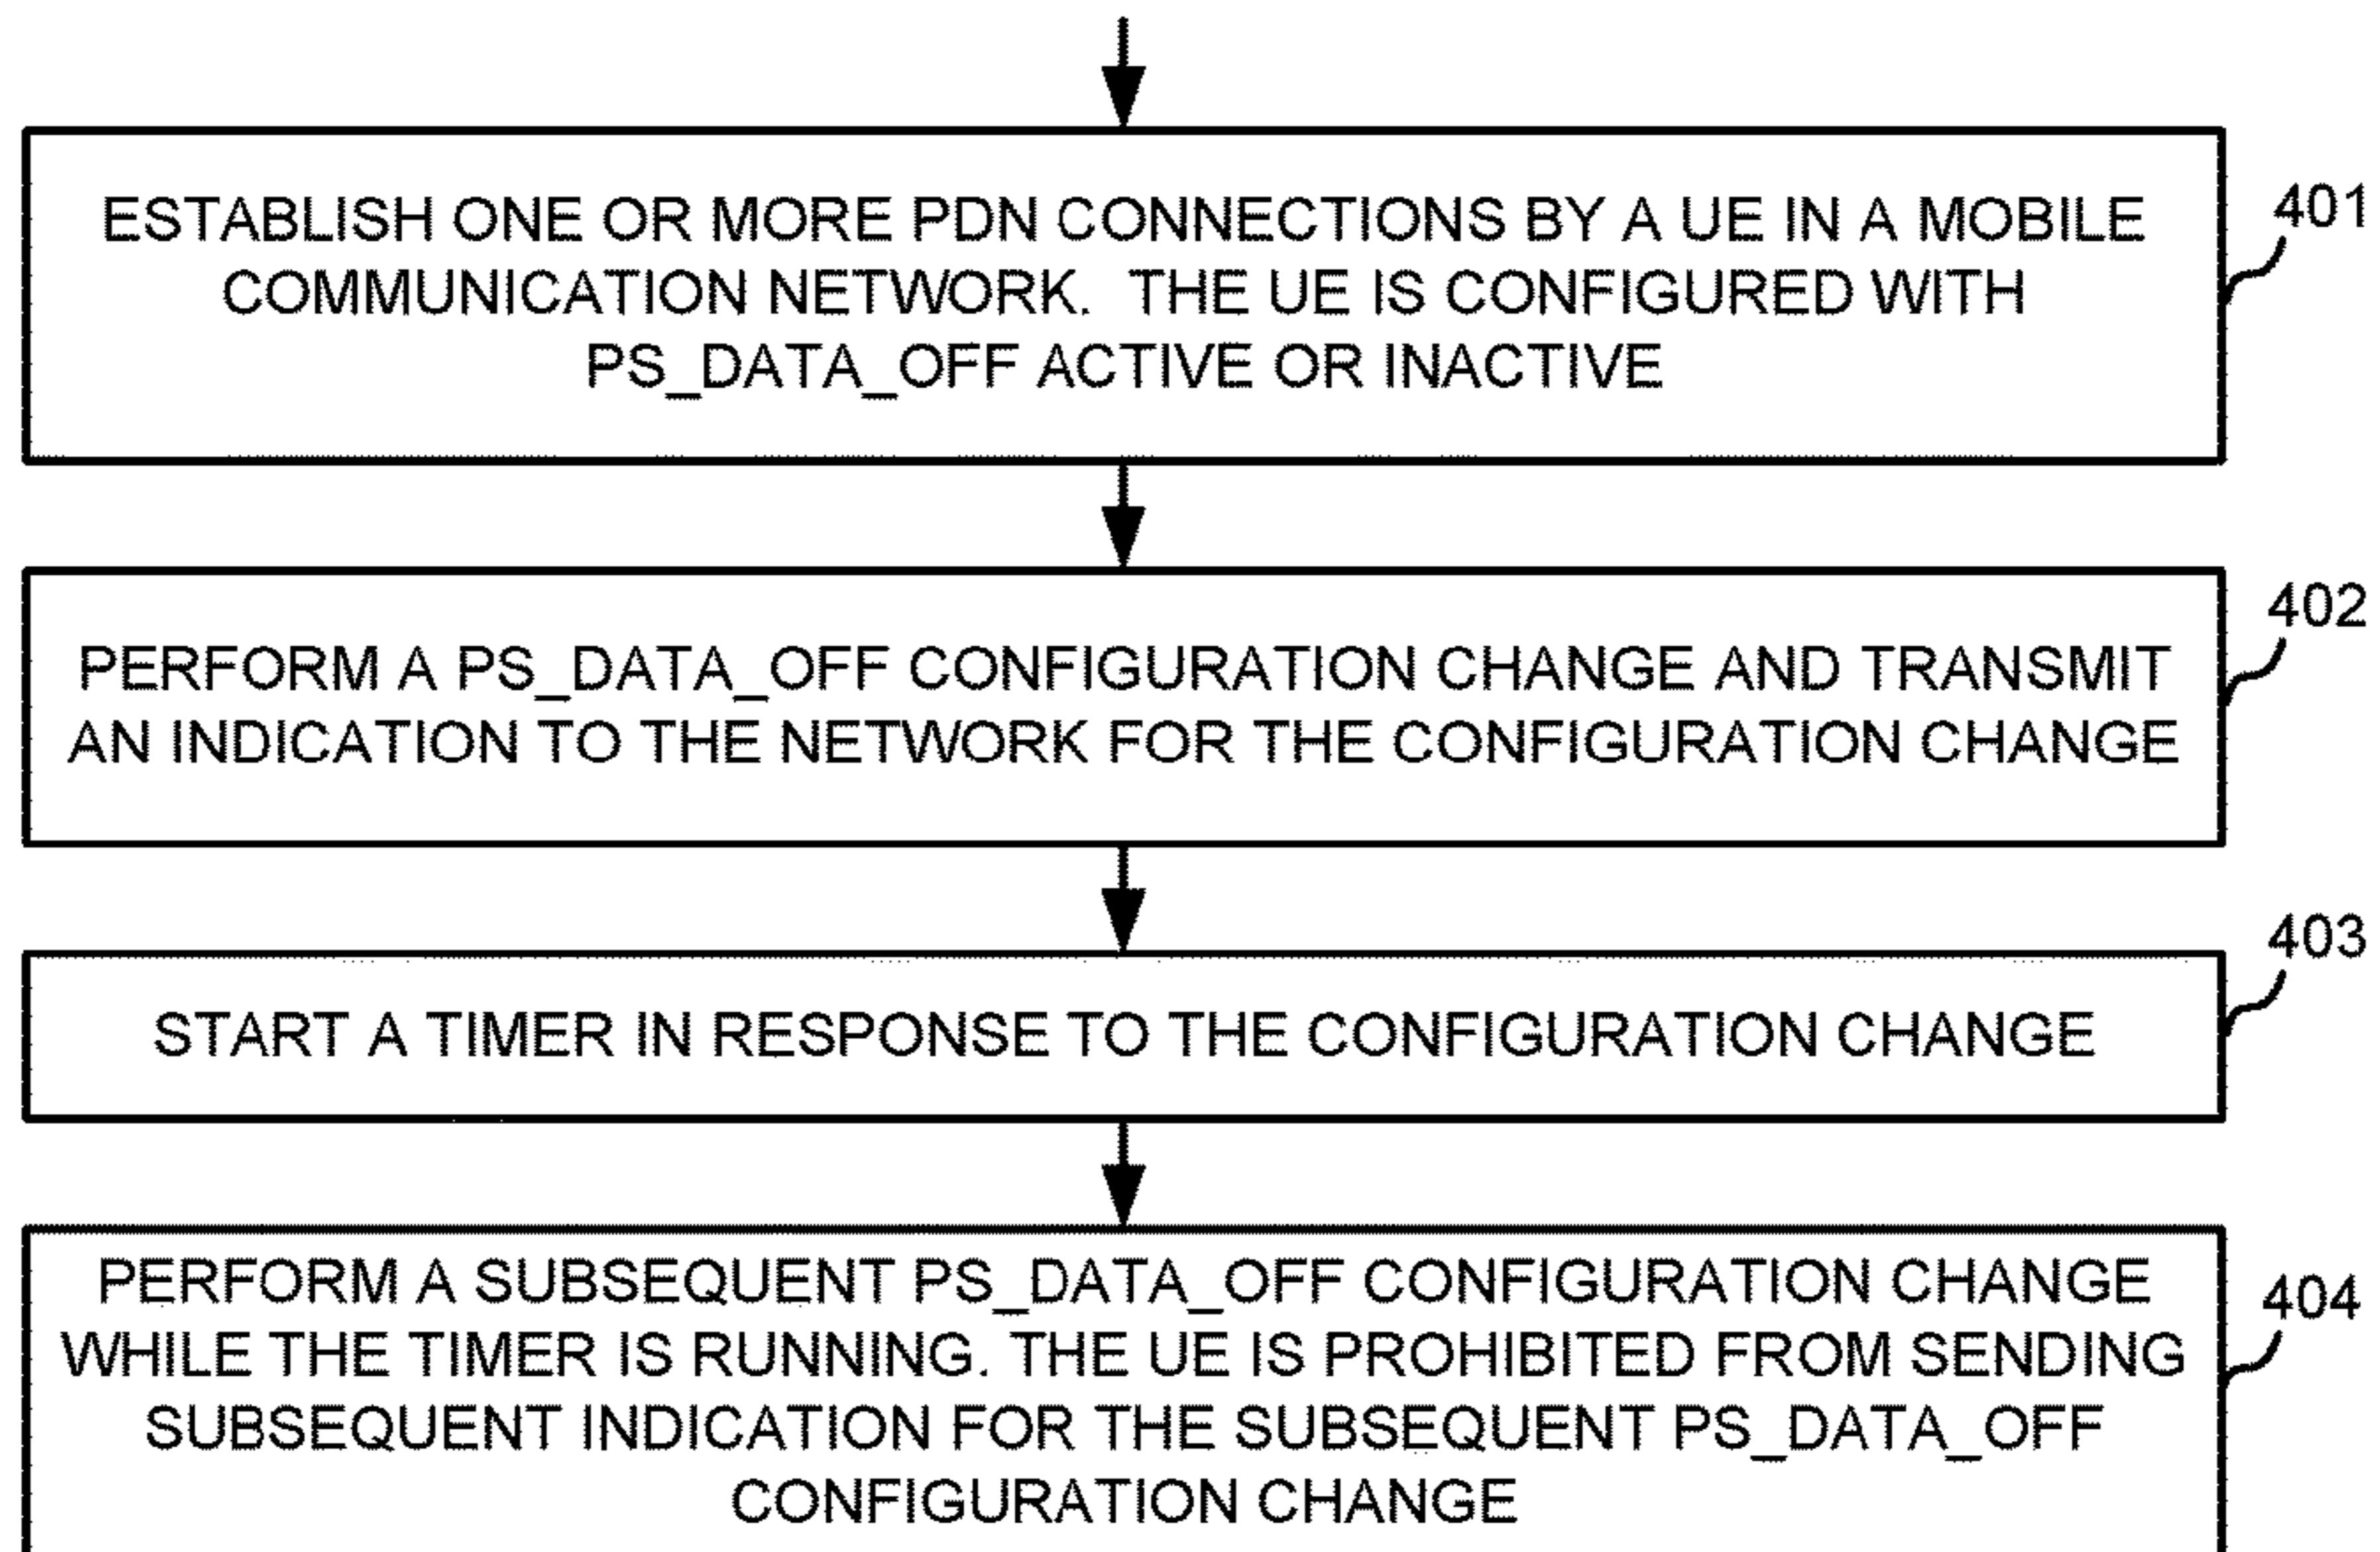 ESTABLISH ONE OR MORE PDN CONNECTIONS BY A UE IN A MOBILE
COMMUNICATION NETWORK. THE UE IS CONFIGURED WITH
PS_DATA_OFF ACTIVE OR INACTIVE
401
PERFORM A PS_DATA_OFF CONFIGURATION CHANGE AND TRANSMIT
AN INDICATION TO THE NETWORK FOR THE CONFIGURATION CHANGE
402
START A TIMER IN RESPONSE TO THE CONFIGURATION CHANGE
403
PERFORM A SUBSEQUENT PS_DATA_OFF CONFIGURATION CHANGE
WHILE THE TIMER IS RUNNING. THE UE IS PROHIBITED FROM SENDING
SUBSEQUENT INDICATION FOR THE SUBSEQUENT PS_DATA_OFF
CONFIGURATION CHANGE
404